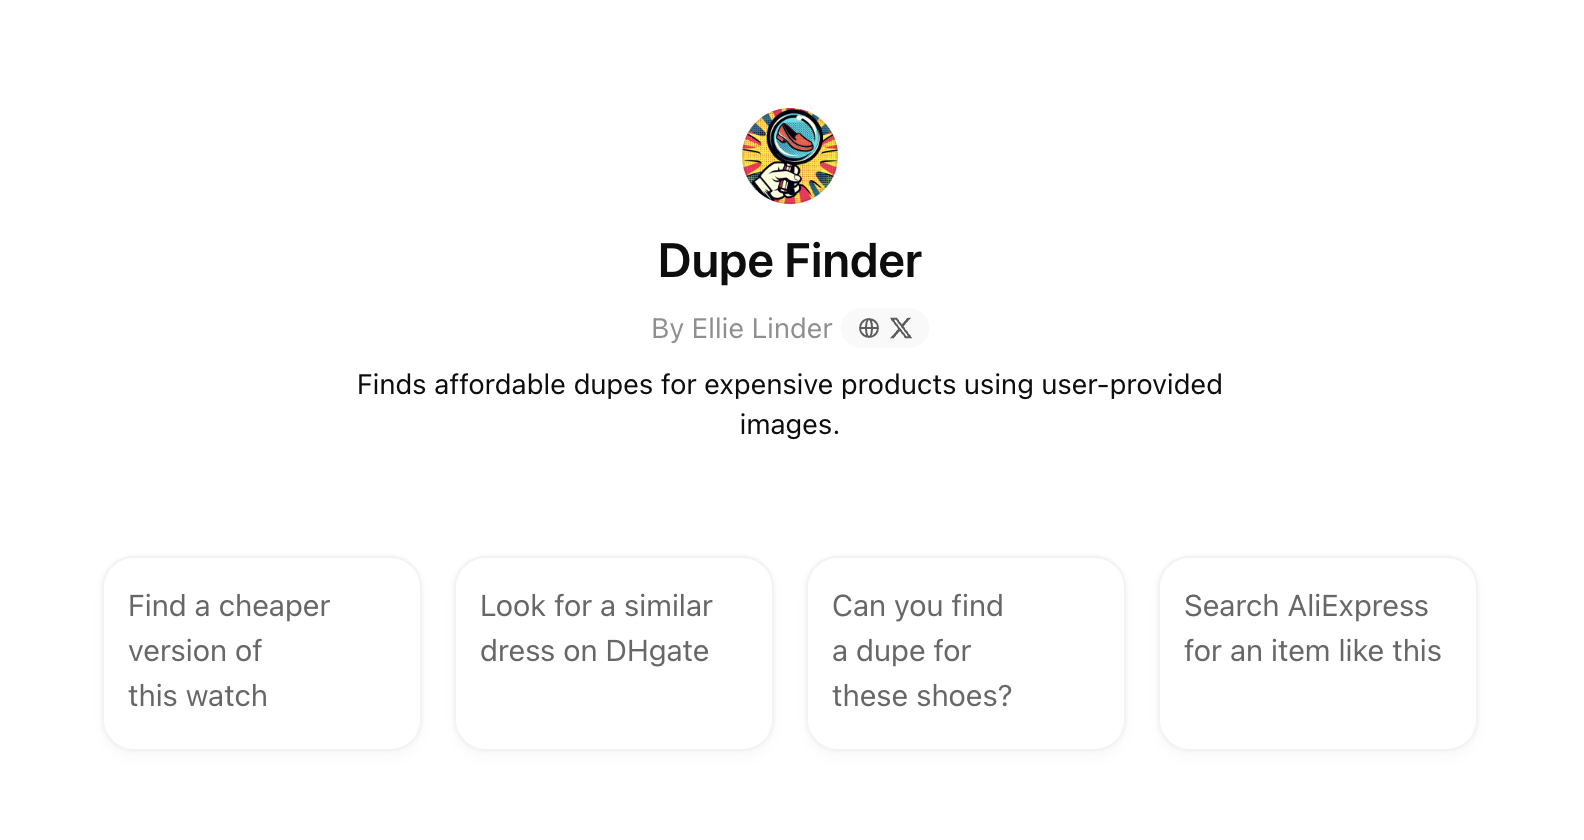 Dupe Finder
By Ellie Linder
Finds affordable dupes for expensive products using user-provided
images.
Find a cheaper
version of
this watch
Look for a similar
dress on DHgate
Can you find
a dupe for
these shoes?
Search AliExpress
for an item like this